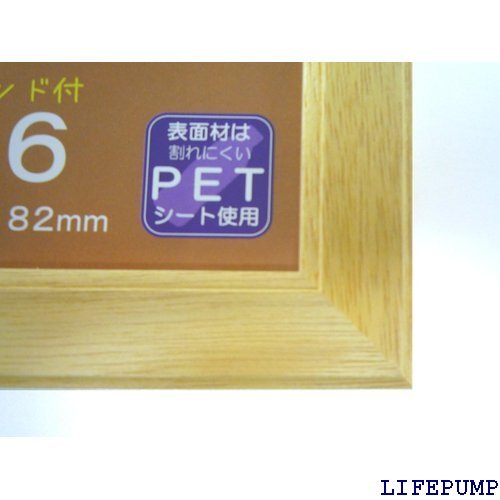 ンド付
6
82mm
表面材は
割れにくい
PET
シート使用
LIFEPUMP